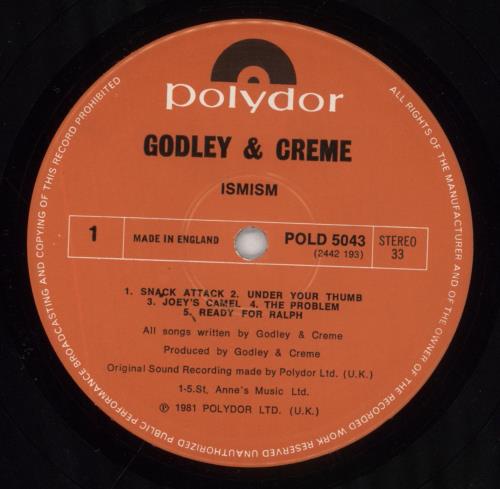 polydor
GODLEY & CREME
ISMISM
1
MADE IN ENGLAND
POLD 5043
(2442 193)
STEREO
33
1. SNACK ATTACK 2. UNDER YOUR THUMB
3. JOEY'S CAMEL 4. THE PROBLEM
5. READY FOR RALPH
All songs written by Godley & Creme
Produced by Godley & Creme
Original Sound Recording made by Polydor Ltd. (U.K.)
1-5.St, Anne's Music Ltd.
℗ 1981 POLYDOR LTD. (U.K.)
ALL RIGHTS OF THE MANUFACTURER AND OF THE OWNER OF THE RECORDED WORK RESERVED UNAUTHORIZED PUBLIC PERFORMANCE BROADCASTING AND COPYING OF THIS RECORD PROHIBITED